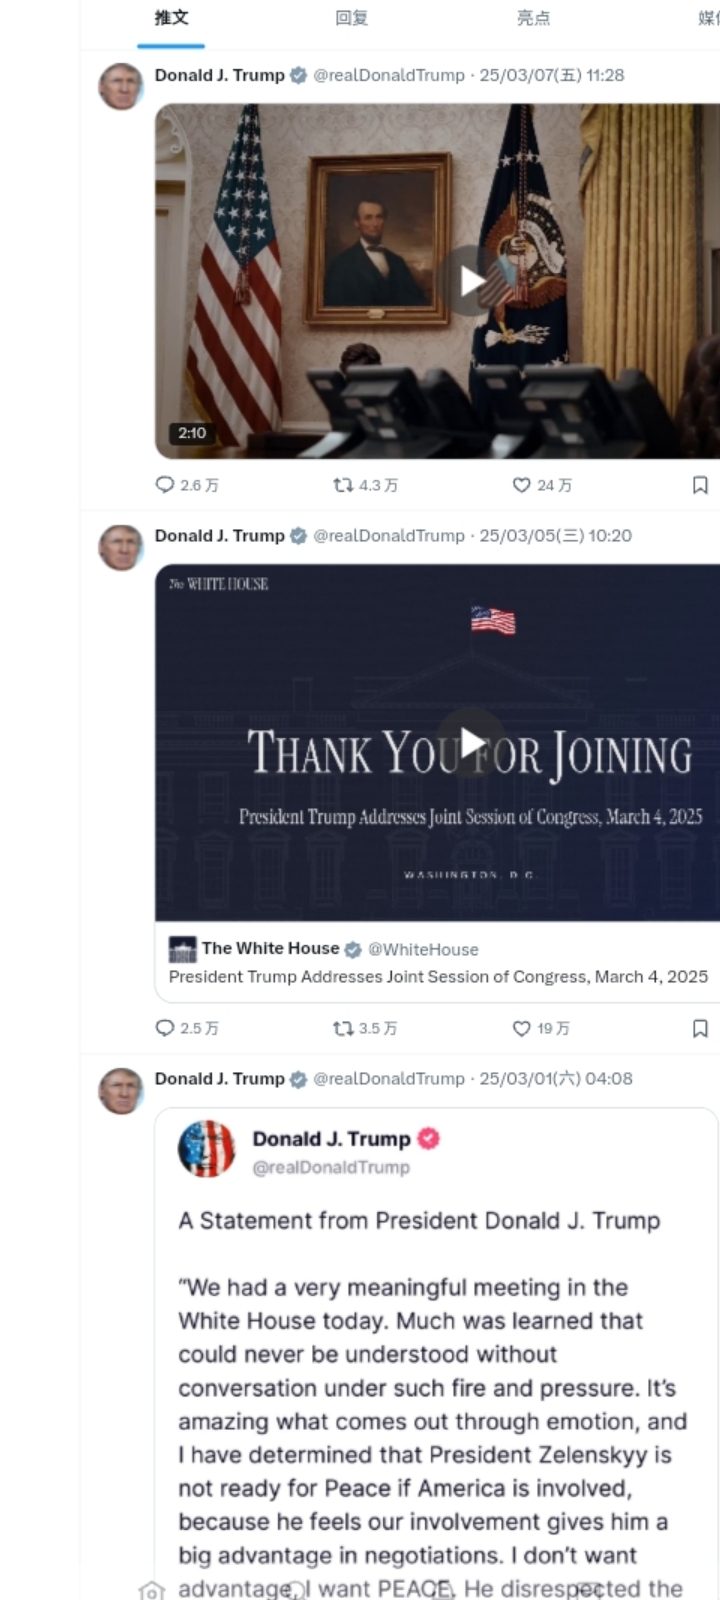 推文 回复 亮点 媒
Donald J. Trump @realDonaldTrump · 25/03/07(五) 11:28
2:10
2.6 万 4.3 万 24 万
Donald J. Trump @realDonaldTrump · 25/03/05(三) 10:20
The WHITE HOUSE
THANK YOU FOR JOINING
President Trump Addresses Joint Session of Congress, March 4, 2025
WASHINGTON, D.C.
The White House @WhiteHouse
President Trump Addresses Joint Session of Congress, March 4, 2025
2.5 万 3.5 万 19 万
Donald J. Trump @realDonaldTrump · 25/03/01(六) 04:08
Donald J. Trump
@realDonaldTrump
A Statement from President Donald J. Trump
“We had a very meaningful meeting in the
White House today. Much was learned that
could never be understood without
conversation under such fire and pressure. It’s
amazing what comes out through emotion, and
I have determined that President Zelenskyy is
not ready for Peace if America is involved,
because he feels our involvement gives him a
big advantage in negotiations. I don’t want
advantage, I want PEACE. He disrespected the